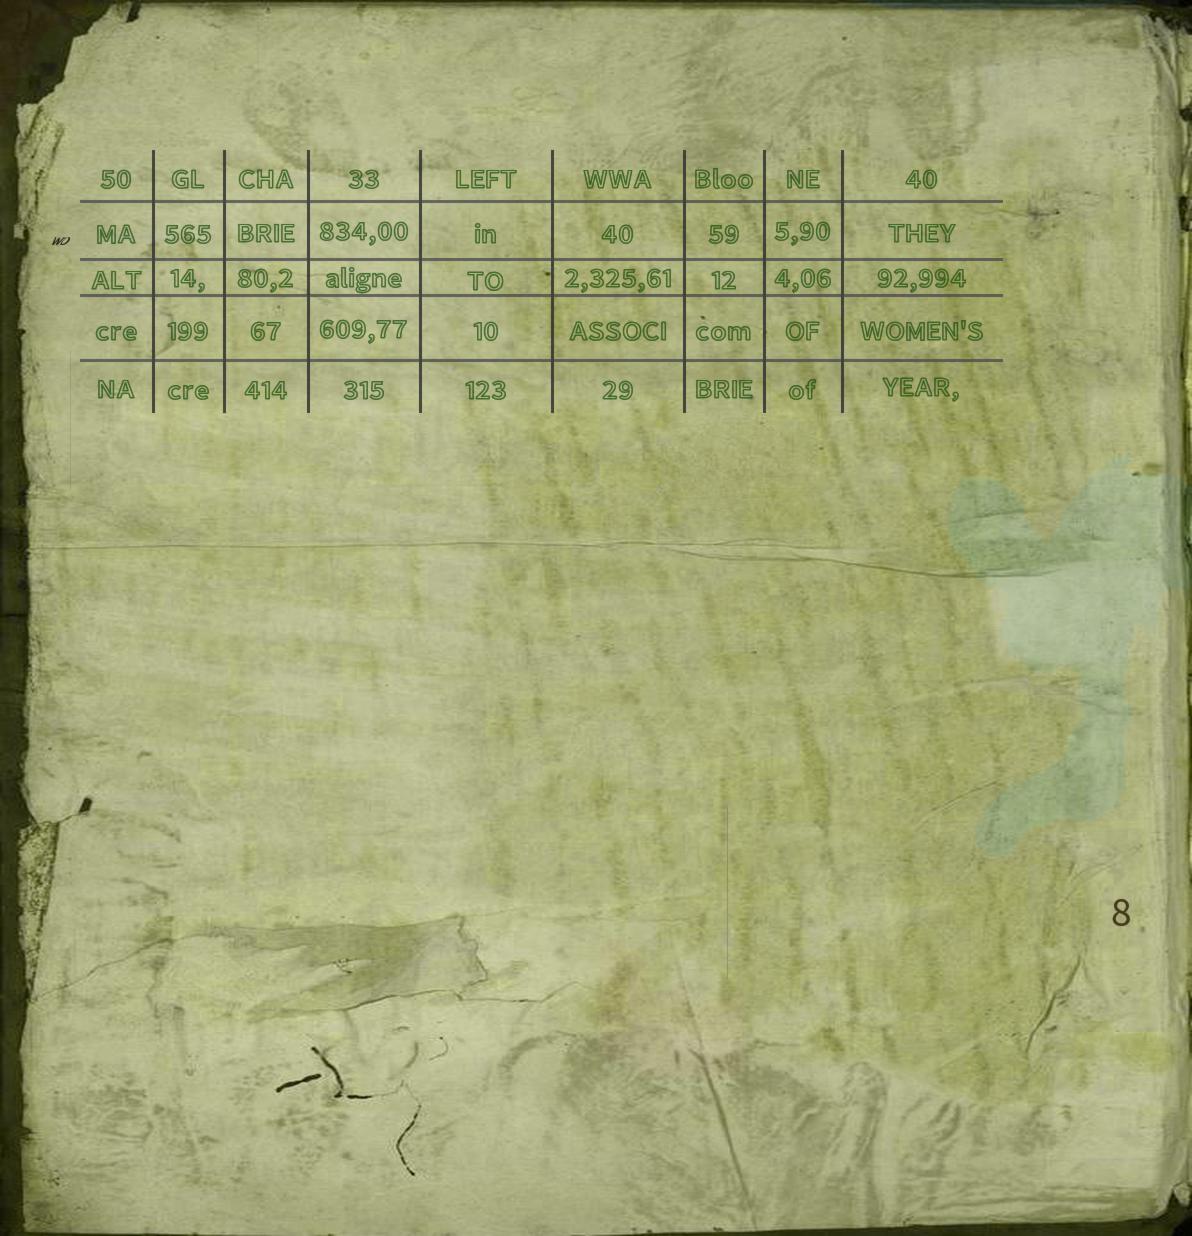 50 GL CHA 33 LEFT WWA Bloo NE 40
MA 565 BRIE 834,00 in 40 59 5,90 THEY
ALT 14, 80,2 aligne TO 2,325,61 12 4,06 92,994
cre 199 67 609,77 10 ASSOCI com OF WOMEN'S
NA cre 414 315 123 29 BRIE of YEAR,
8